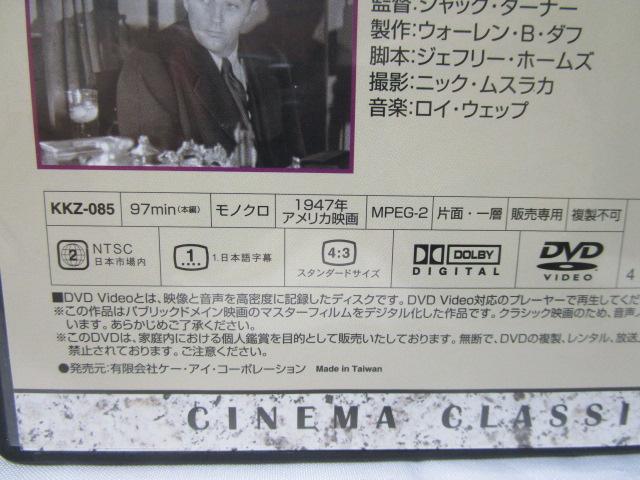 監督:ジャック・ターナー
製作:ウォーレン・B・ダフ
脚本:ジェフリー・ホームズ
撮影:ニック・ムスラカ
音楽:ロイ・ウェップ
KKZ-085 97min(本編) モノクロ 1947年 アメリカ映画 MPEG-2 片面・一層 販売専用 複製不可
2 NTSC 日本市場内 1 1.日本語字幕 4:3 スタンダードサイズ DOLBY DIGITAL DVD VIDEO 4
■DVD Videoとは、映像と音声を高密度に記録したディスクです。DVD Video対応のプレーヤーで再生してくだ
※この作品はパブリックドメイン映画のマスターフィルムをデジタル化した作品です。クラシック映画のため、音声、
います。あらかじめご了承ください。
※このDVDは、家庭内における個人鑑賞を目的として販売いたしております。無断で、DVDの複製、レンタル、放送、
禁止されております。ご注意ください。
●発売元:有限会社ケー・アイ・コーポレーション Made in Taiwan
CINEMA CLASSI